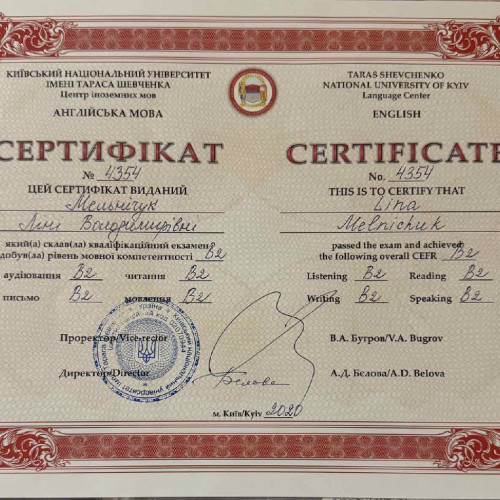 КИЇВСЬКИЙ НАЦІОНАЛЬНИЙ УНІВЕРСИТЕТ
ІМЕНІ ТАРАСА ШЕВЧЕНКА
Центр іноземних мов
АНГЛІЙСЬКА МОВА
СЕРТИФІКАТ
№ 4354
ЦЕЙ СЕРТИФІКАТ ВИДАНИЙ
Мельнічук
Ліні Володимирівні
який(а) склав(ла) кваліфікаційний екзамен
здобув(ла) рівень мовної компетентності B2
аудіювання B2 читання B2
письмо B2 мовлення B2
TARAS SHEVCHENKO
NATIONAL UNIVERSITY OF KYIV
Language Center
ENGLISH
CERTIFICATE
No. 4354
THIS IS TO CERTIFY THAT
Lina
Melnichuk
passed the exam and achieved
the following overall CEFR B2
Listening B2 Reading B2
Writing B2 Speaking B2
Проректор/Vice-rector В.А. Бугров/V.A. Bugrov
Директор/Director Бєлова А.Д. Бєлова/A.D. Belova
м. Київ/Kyiv 2020